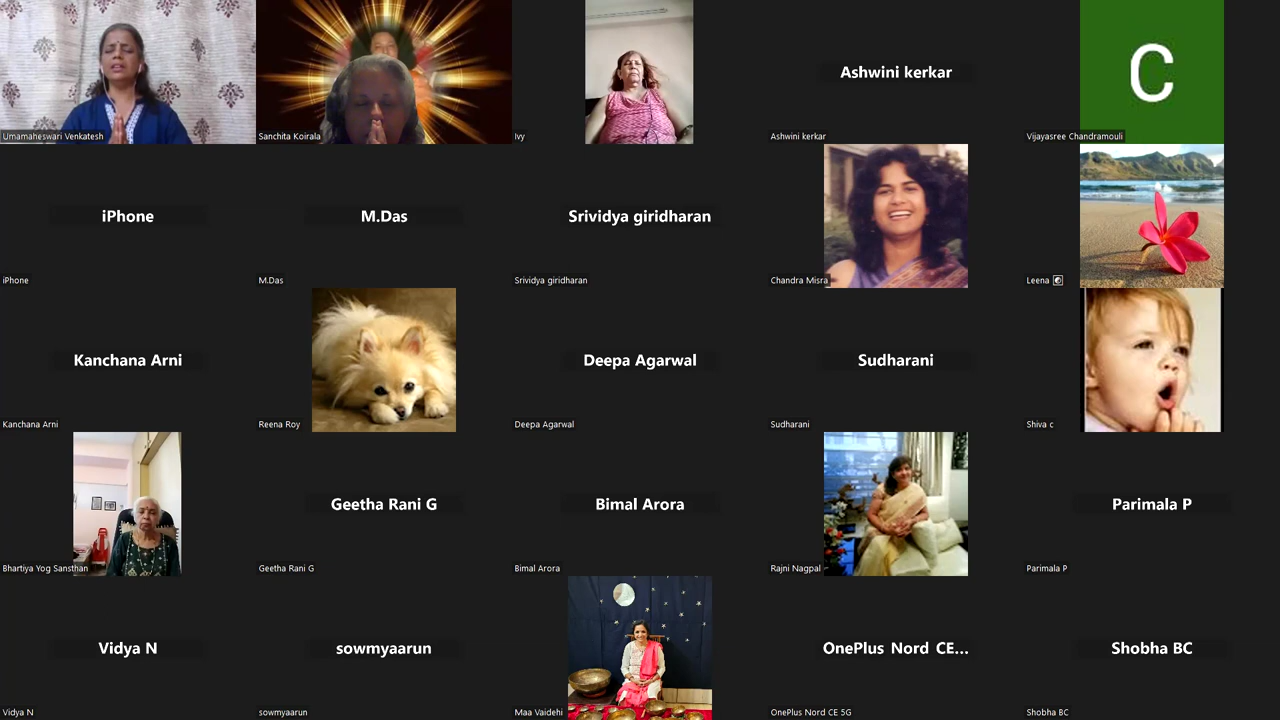 Ashwini kerkar
C
Umamaheswari Venkatesh
Sanchita Koirala
Ivy
Ashwini kerkar
Vijayasree Chandramouli
iPhone
M.Das
Srividya giridharan
iPhone
M.Das
Srividya giridharan
Chandra Misra
Leena
Kanchana Arni
Deepa Agarwal
Sudharani
Kanchana Arni
Reena Roy
Deepa Agarwal
Sudharani
Shiva c
Geetha Rani G
Bimal Arora
Parimala P
Bhartiya Yog Sansthan
Geetha Rani G
Bimal Arora
Rajni Nagpal
Parimala P
Vidya N
sowmyaarun
OnePlus Nord CE...
Shobha BC
Vidya N
sowmyaarun
Maa Vaidehi
OnePlus Nord CE 5G
Shobha BC